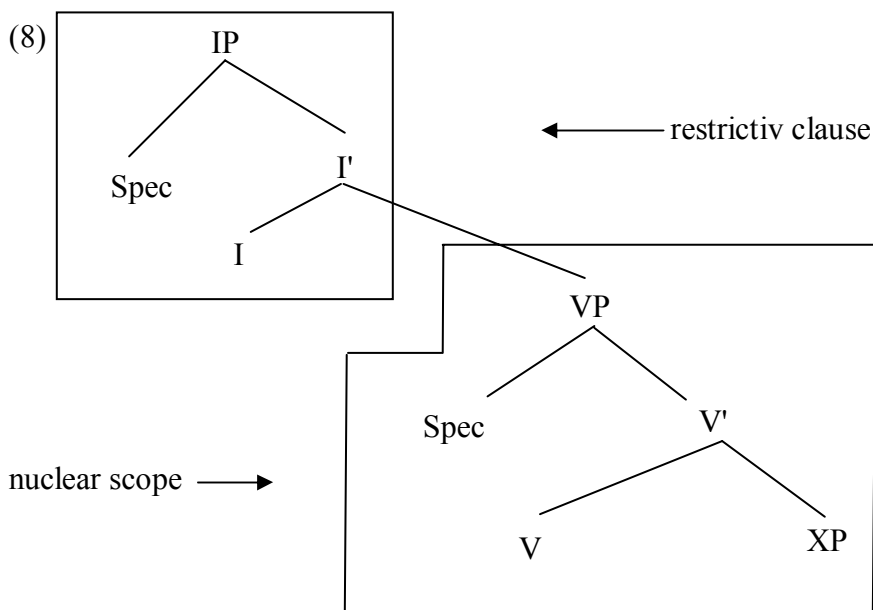 (8)
IP
restrictiv clause
Spec
I'
I
VP
Spec
V'
nuclear scope
V
XP